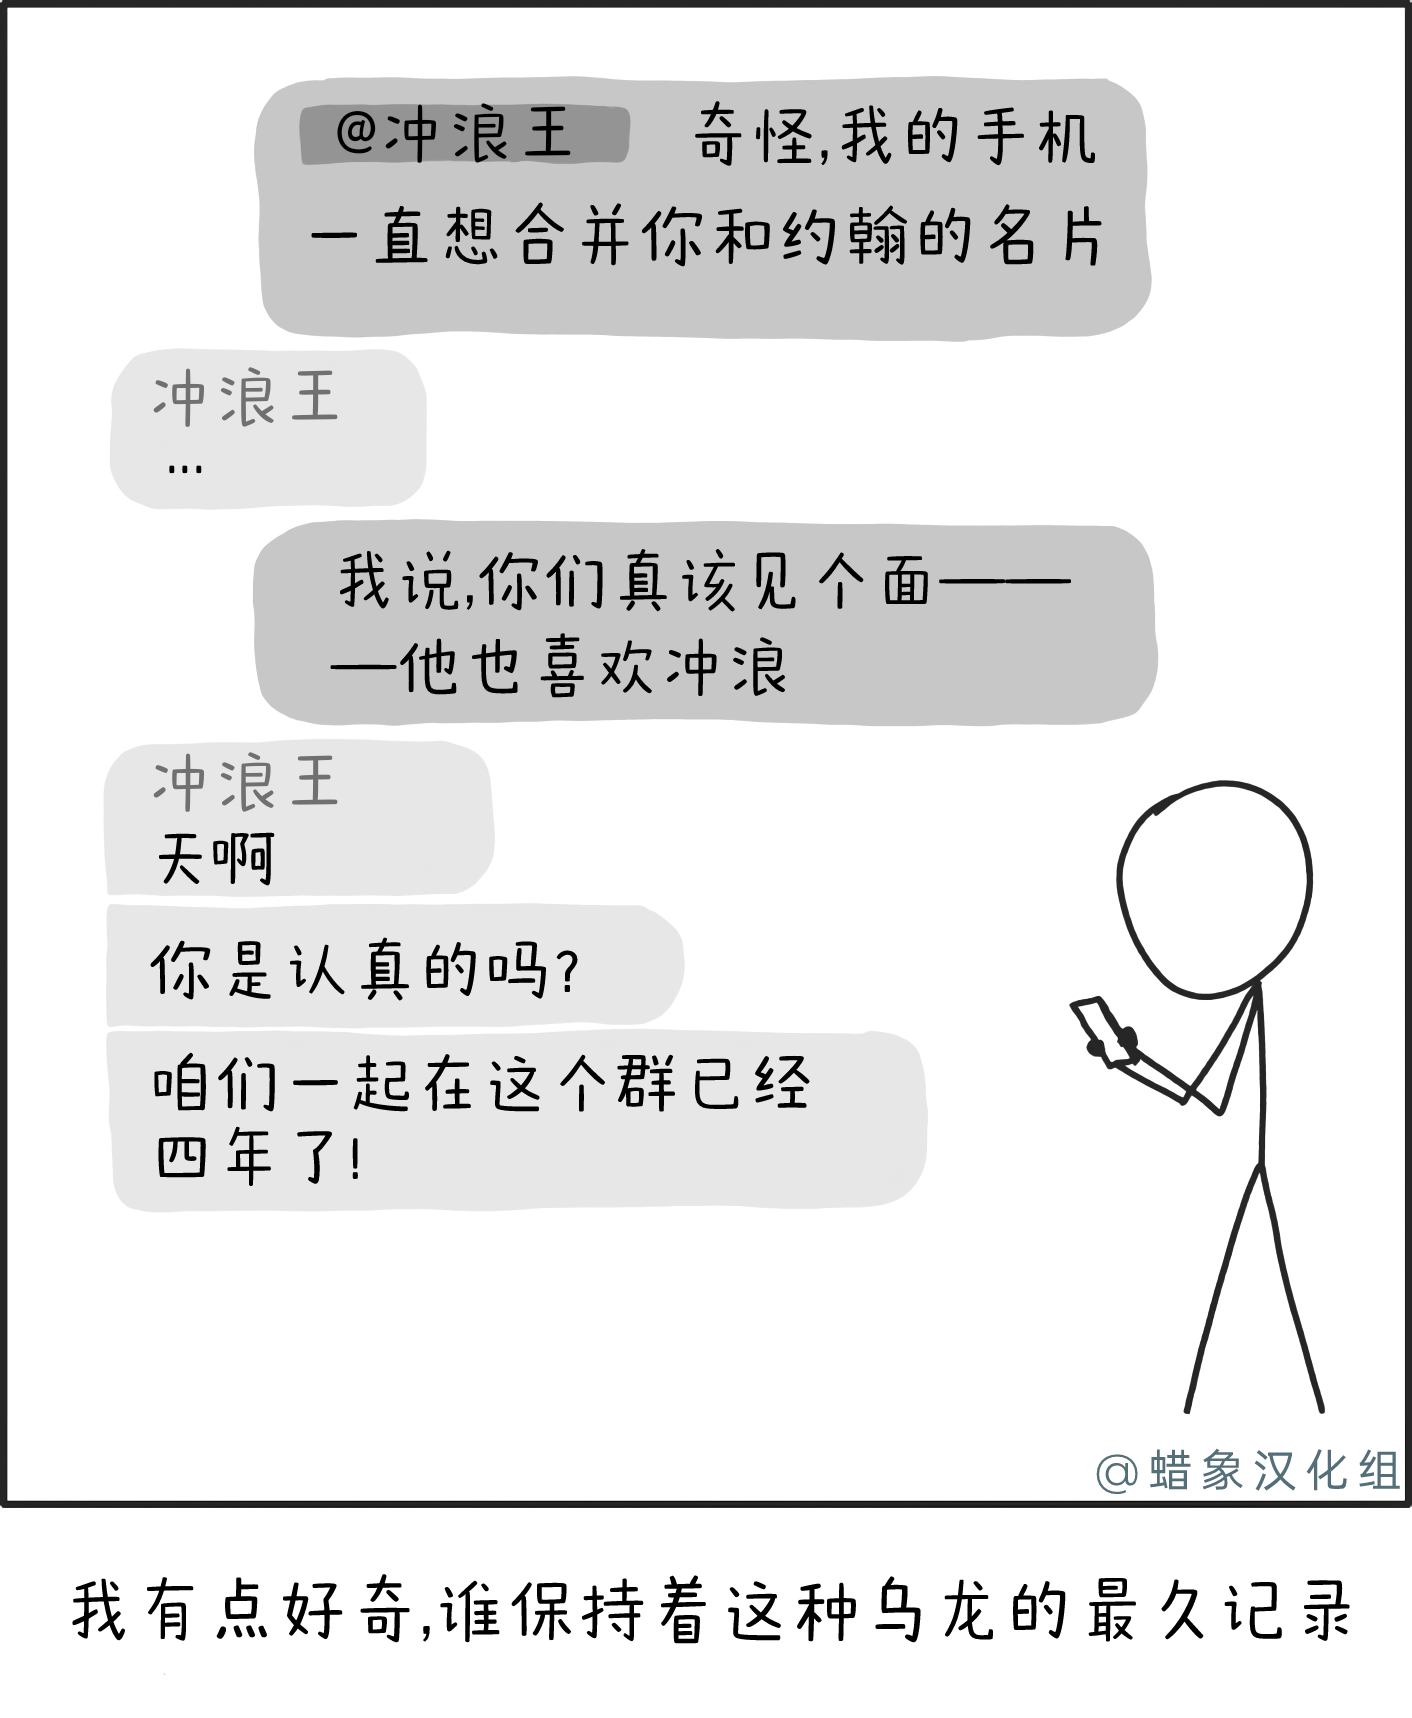 @冲浪王 奇怪,我的手机
一直想合并你和约翰的名片
冲浪王
...
我说,你们真该见个面——
—他也喜欢冲浪
冲浪王
天啊
你是认真的吗?
咱们一起在这个群已经
四年了!
@蜡象汉化组
我有点好奇,谁保持着这种乌龙的最久记录